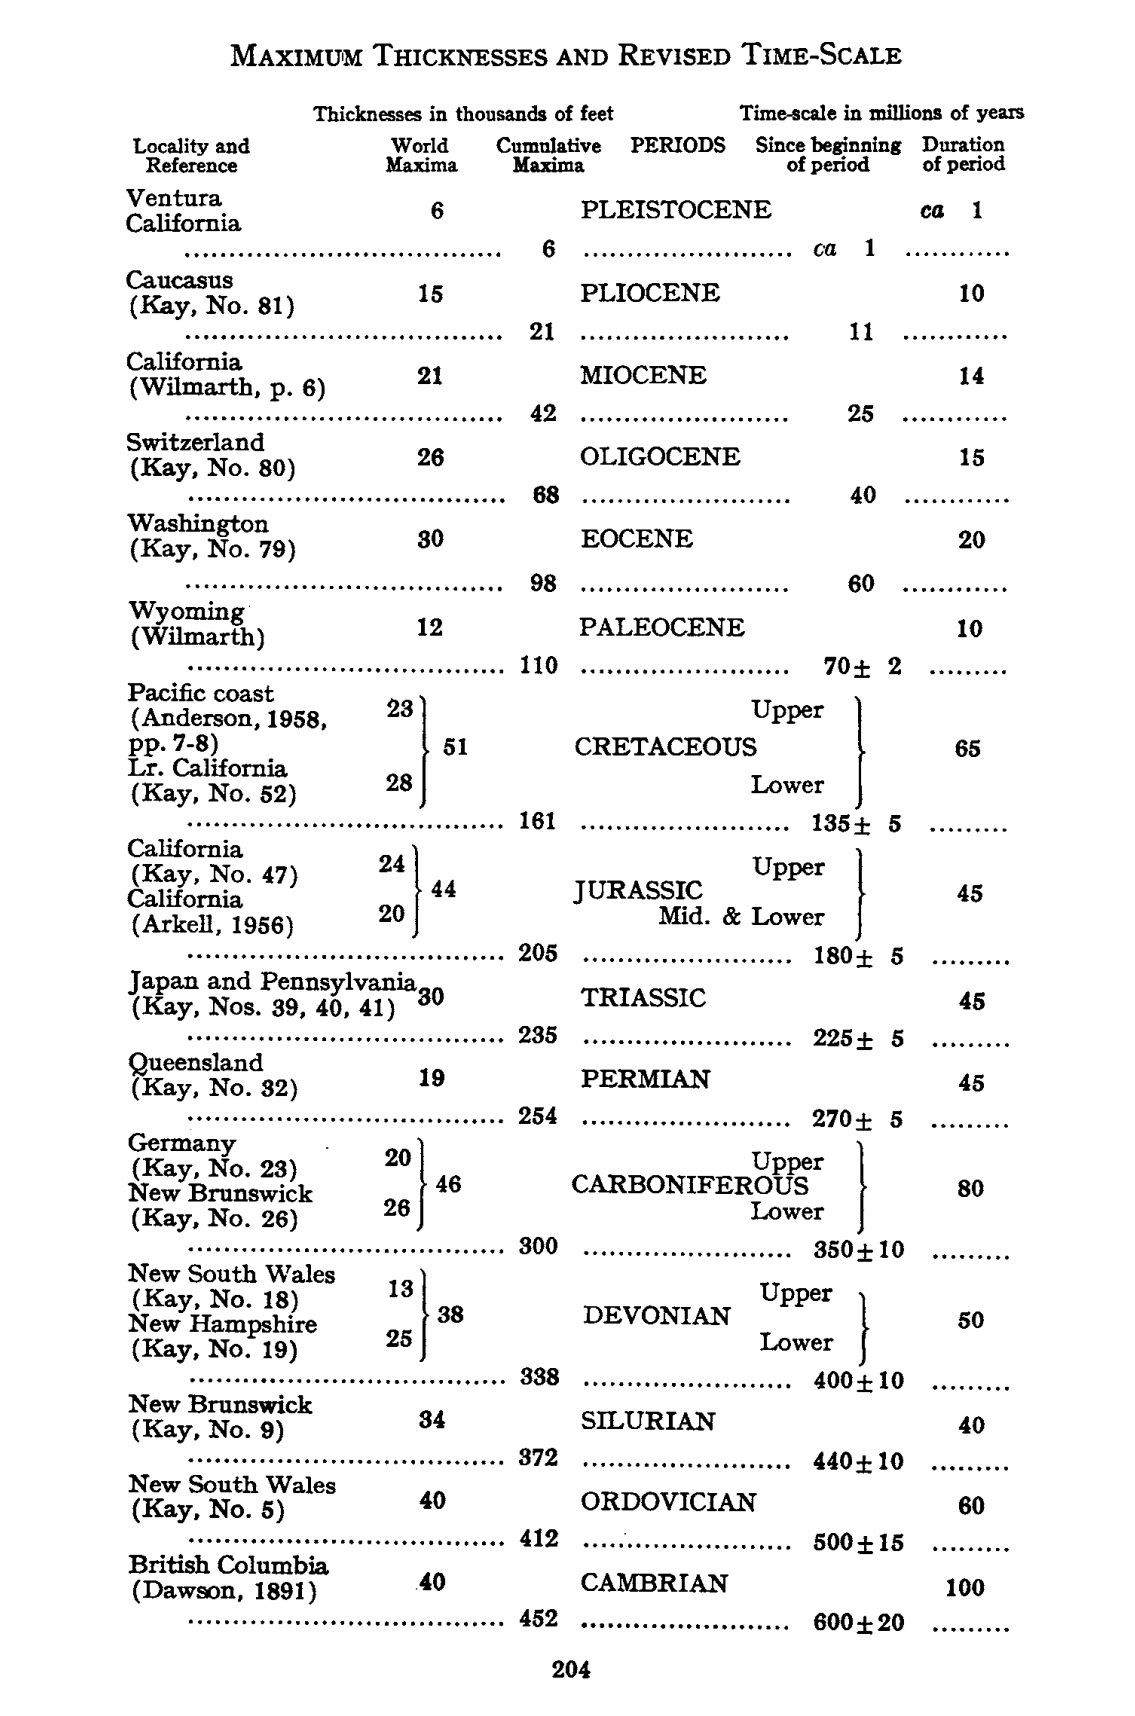 MAXIMUM THICKNESSES AND REVISED TIME-SCALE
Thicknesses in thousands of feet Time-scale in millions of years
Locality and World Cumulative PERIODS Since beginning Duration
Reference Maxima Maxima of period of period
Ventura
California 6 PLEISTOCENE ca 1
.................................... 6 ........................ ca 1 ............
Caucasus
(Kay, No. 81) 15 PLIOCENE 10
.................................... 21 ........................ 11 ............
California
(Wilmarth, p. 6) 21 MIOCENE 14
.................................... 42 ........................ 25 ............
Switzerland
(Kay, No. 80) 26 OLIGOCENE 15
.................................... 68 ........................ 40 ............
Washington
(Kay, No. 79) 30 EOCENE 20
.................................... 98 ........................ 60 ............
Wyoming
(Wilmarth) 12 PALEOCENE 10
.................................... 110 ........................ 70± 2 .........
Pacific coast
(Anderson, 1958, 23 Upper
pp. 7-8) 51 CRETACEOUS 65
Lr. California
(Kay, No. 52) 28 Lower
.................................... 161 ........................ 135± 5 .........
California
(Kay, No. 47) 24 Upper
California 44 JURASSIC 45
(Arkell, 1956) 20 Mid. & Lower
.................................... 205 ........................ 180± 5 .........
Japan and Pennsylvania
(Kay, Nos. 39, 40, 41) 30 TRIASSIC 45
.................................... 235 ........................ 225± 5 .........
Queensland
(Kay, No. 32) 19 PERMIAN 45
.................................... 254 ........................ 270± 5 .........
Germany
(Kay, No. 23) 20 Upper
New Brunswick 46 CARBONIFEROUS 80
(Kay, No. 26) 26 Lower
.................................... 300 ........................ 350±10 .........
New South Wales
(Kay, No. 18) 13 Upper
New Hampshire 38 DEVONIAN 50
(Kay, No. 19) 25 Lower
.................................... 338 ........................ 400±10 .........
New Brunswick
(Kay, No. 9) 34 SILURIAN 40
.................................... 372 ........................ 440±10 .........
New South Wales
(Kay, No. 5) 40 ORDOVICIAN 60
.................................... 412 ........................ 500±15 .........
British Columbia
(Dawson, 1891) 40 CAMBRIAN 100
.................................... 452 ........................ 600±20 .........
204